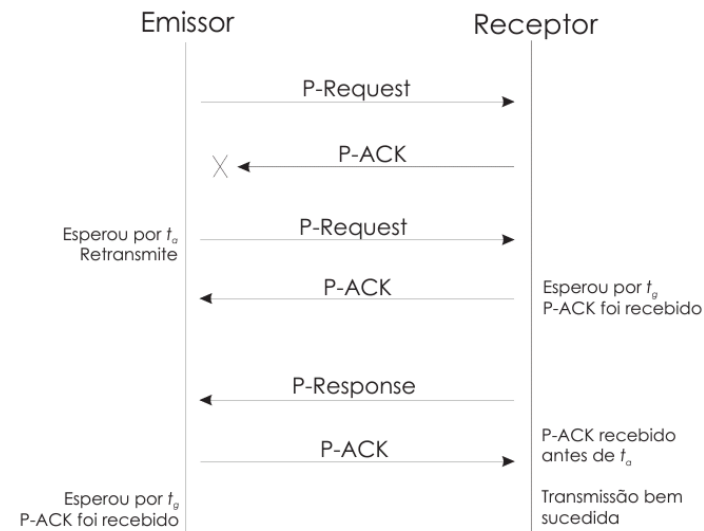 Emissor
Receptor
P-Request
P-ACK
X
Esperou por tₐ
Retransmite
P-Request
P-ACK
Esperou por t_g
P-ACK foi recebido
P-Response
P-ACK
P-ACK recebido
antes de tₐ
Esperou por t_g
P-ACK foi recebido
Transmissão bem
sucedida